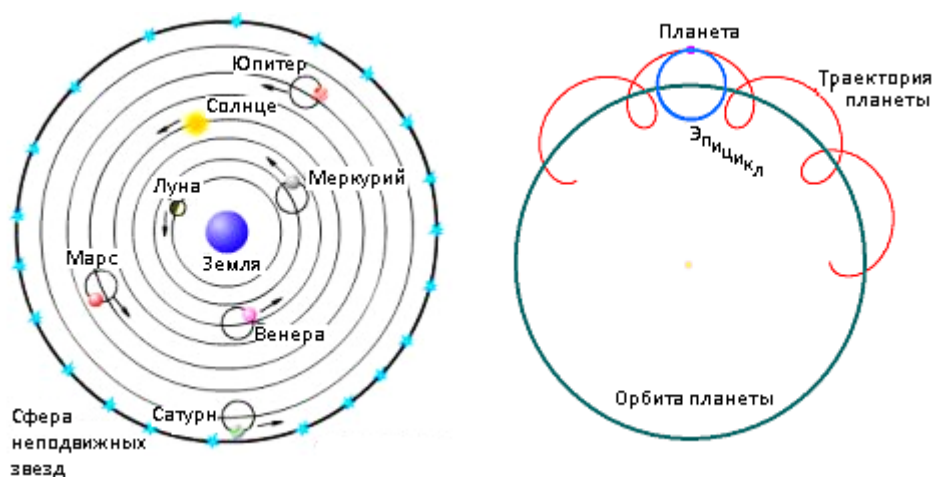 Юпитер
Солнце
Луна
Меркурий
Марс
Земля
Венера
Сатурн
Сфера
неподвижных
звезд
Планета
Траектория
планеты
Эпицикл
Орбита планеты